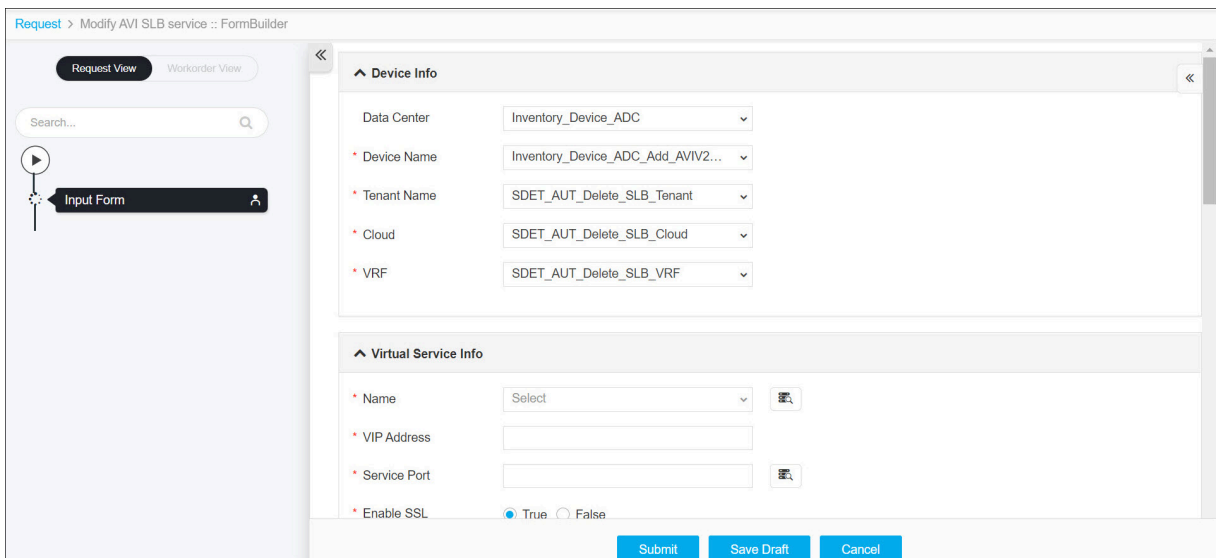 Request > Modify AVI SLB service :: FormBuilder
Request View Workorder View
Search...
Input Form
Device Info
Data Center Inventory_Device_ADC
* Device Name Inventory_Device_ADC_Add_AVIV2...
* Tenant Name SDET_AUT_Delete_SLB_Tenant
* Cloud SDET_AUT_Delete_SLB_Cloud
* VRF SDET_AUT_Delete_SLB_VRF
Virtual Service Info
* Name Select
* VIP Address
* Service Port
* Enable SSL True False
Submit Save Draft Cancel